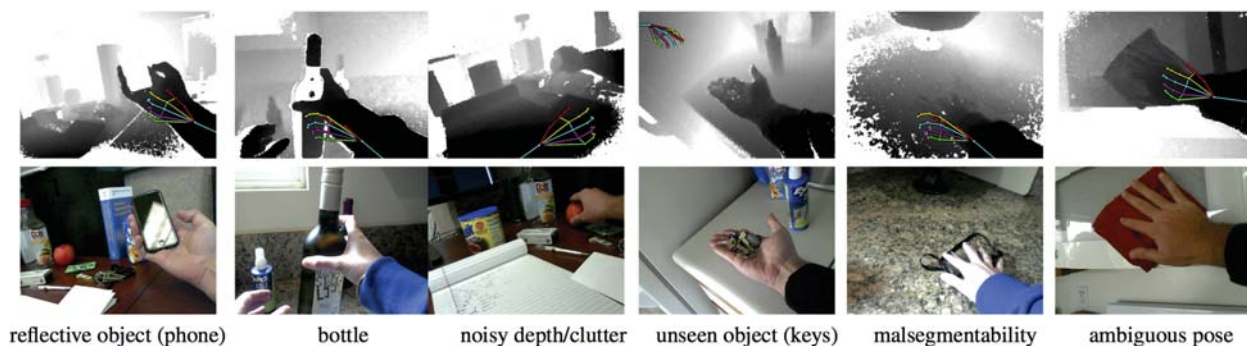 reflective object (phone)
bottle
noisy depth/clutter
unseen object (keys)
malsegmentability
ambiguous pose